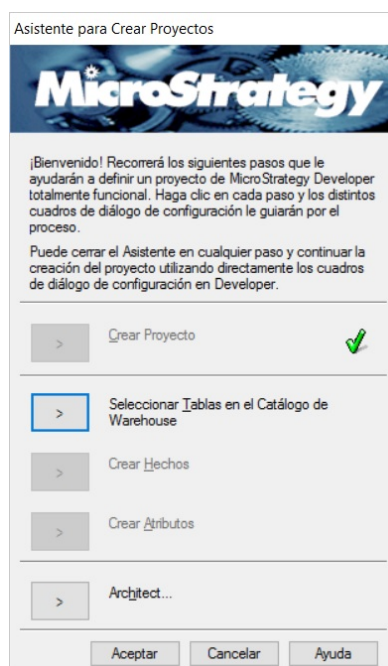 Asistente para Crear Proyectos
MicroStrategy
¡Bienvenido! Recorrerá los siguientes pasos que le
ayudarán a definir un proyecto de MicroStrategy Developer
totalmente funcional. Haga clic en cada paso y los distintos
cuadros de diálogo de configuración le guiarán por el
proceso.
Puede cerrar el Asistente en cualquier paso y continuar la
creación del proyecto utilizando directamente los cuadros
de diálogo de configuración en Developer.
> Crear Proyecto
> Seleccionar Tablas en el Catálogo de
Warehouse
> Crear Hechos
> Crear Atributos
> Architect...
Aceptar Cancelar Ayuda